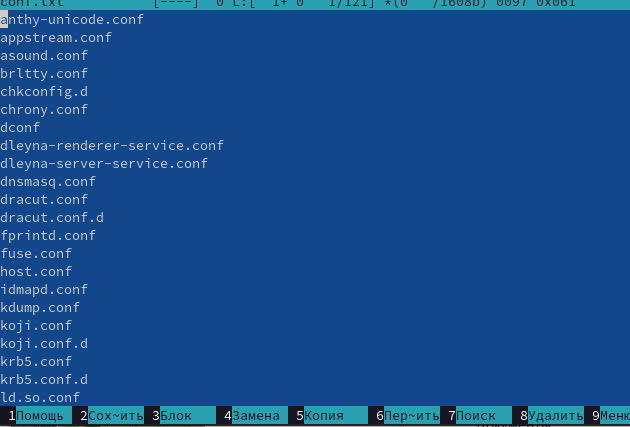 conf.txt [----] 0 L:[ 1+ 0 1/121] *(0 /1608b) 0097 0x061
anthy-unicode.conf
appstream.conf
asound.conf
brltty.conf
chkconfig.d
chrony.conf
dconf
dleyna-renderer-service.conf
dleyna-server-service.conf
dnsmasq.conf
dracut.conf
dracut.conf.d
fprintd.conf
fuse.conf
host.conf
idmapd.conf
kdump.conf
koji.conf
koji.conf.d
krb5.conf
krb5.conf.d
ld.so.conf
1Помощь 2Сох~ить 3Блок 4Замена 5Копия 6Пер~ить 7Поиск 8Удалить 9Меню